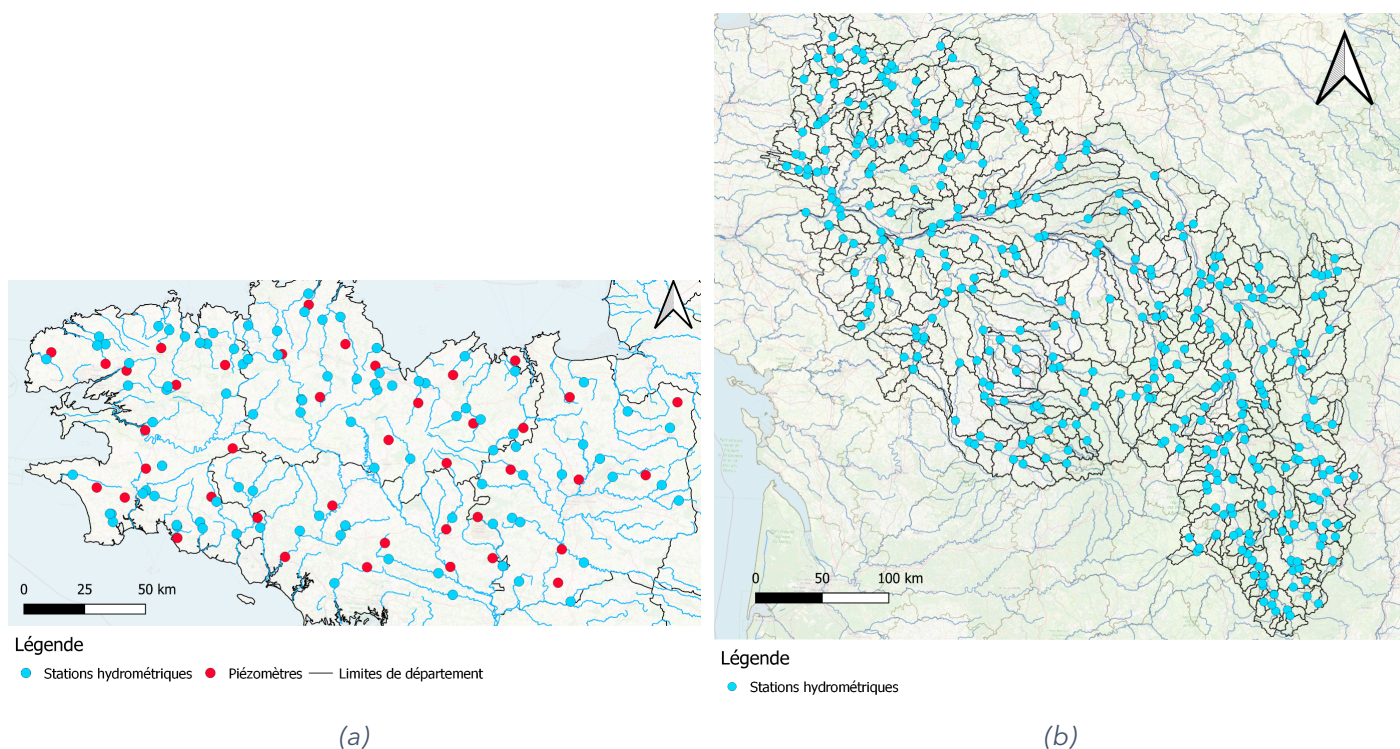 0 25 50 km
Légende
Stations hydrométriques Piézomètres Limites de département
(a)
0 50 100 km
Légende
Stations hydrométriques
(b)